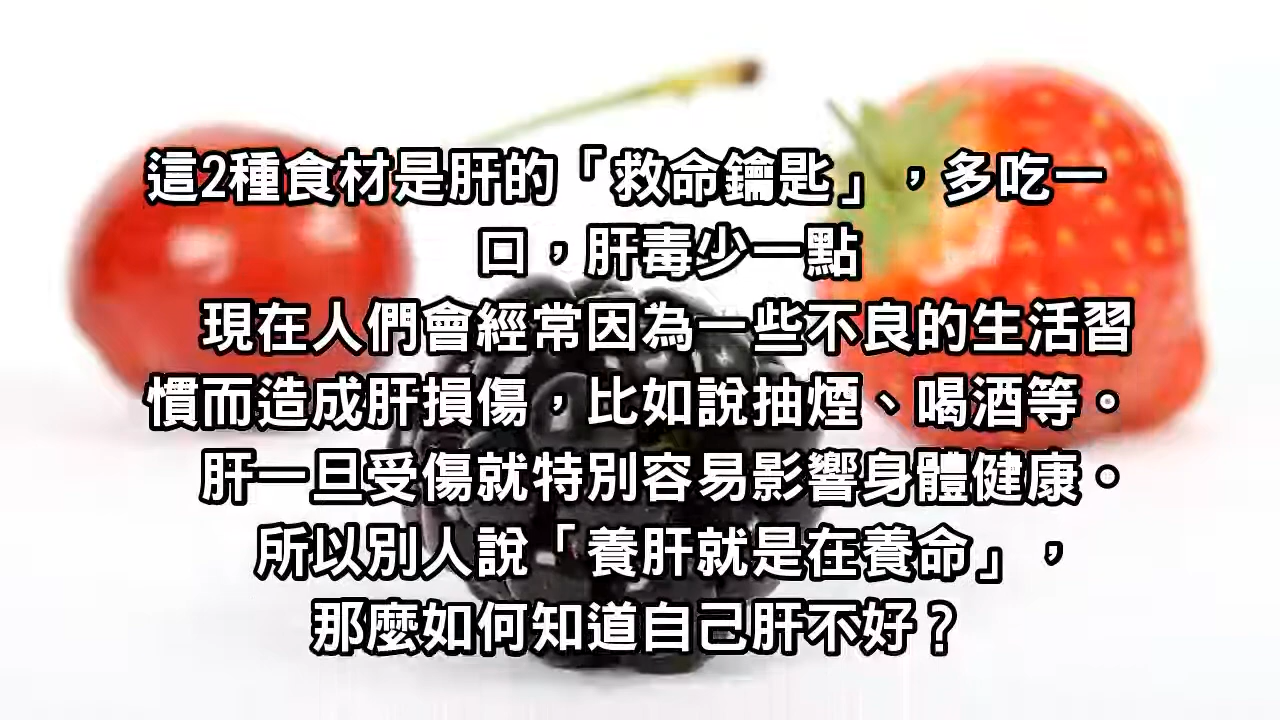 這2種食材是肝的「救命鑰匙」，多吃一
口，肝毒少一點
現在人們會經常因為一些不良的生活習
慣而造成肝損傷，比如說抽煙、喝酒等。
肝一旦受傷就特別容易影響身體健康。
所以別人說「養肝就是在養命」，
那麼如何知道自己肝不好？